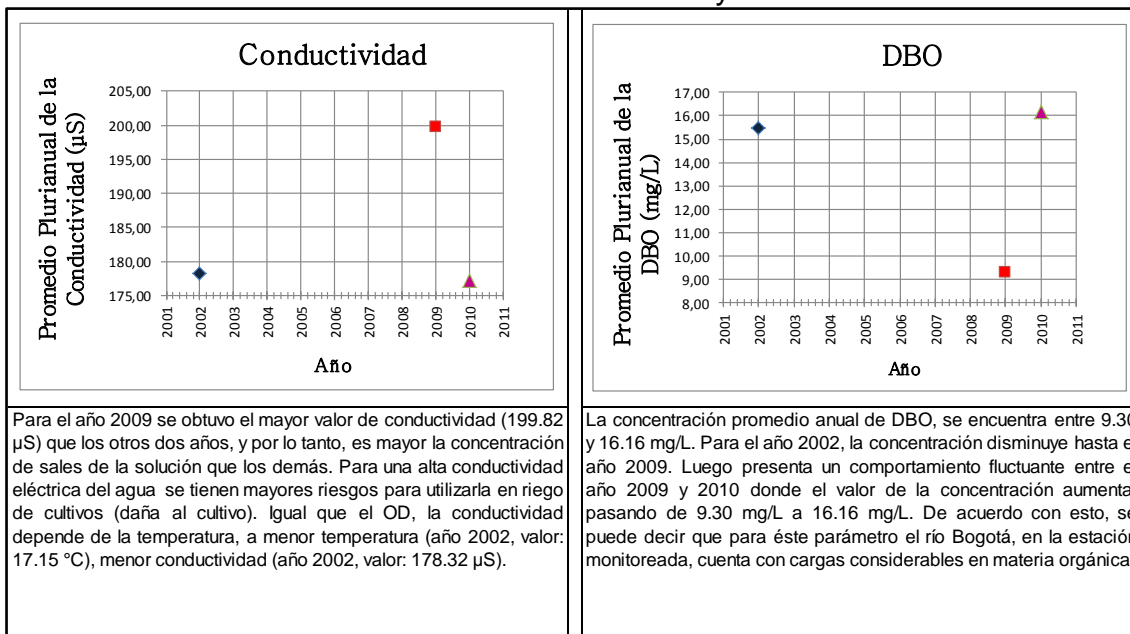 y
Conductividad
Promedio Plurianual de la
Conductividad (µS)
205,00
200,00
195,00
190,00
185,00
180,00
175,00
2001
2002
2003
2004
2005
2006
2007
2008
2009
2010
2011
Año
Para el año 2009 se obtuvo el mayor valor de conductividad (199.82
µS) que los otros dos años, y por lo tanto, es mayor la concentración
de sales de la solución que los demás. Para una alta conductividad
eléctrica del agua se tienen mayores riesgos para utilizarla en riego
de cultivos (daña al cultivo). Igual que el OD, la conductividad
depende de la temperatura, a menor temperatura (año 2002, valor:
17.15 °C), menor conductividad (año 2002, valor: 178.32 µS).
DBO
Promedio Plurianual de la
DBO (mg/L)
17,00
16,00
15,00
14,00
13,00
12,00
11,00
10,00
9,00
8,00
2001
2002
2003
2004
2005
2006
2007
2008
2009
2010
2011
Año
La concentración promedio anual de DBO, se encuentra entre 9.30
y 16.16 mg/L. Para el año 2002, la concentración disminuye hasta e
año 2009. Luego presenta un comportamiento fluctuante entre e
año 2009 y 2010 donde el valor de la concentración aumenta
pasando de 9.30 mg/L a 16.16 mg/L. De acuerdo con esto, se
puede decir que para éste parámetro el río Bogotá, en la estación
monitoreada, cuenta con cargas considerables en materia orgánica